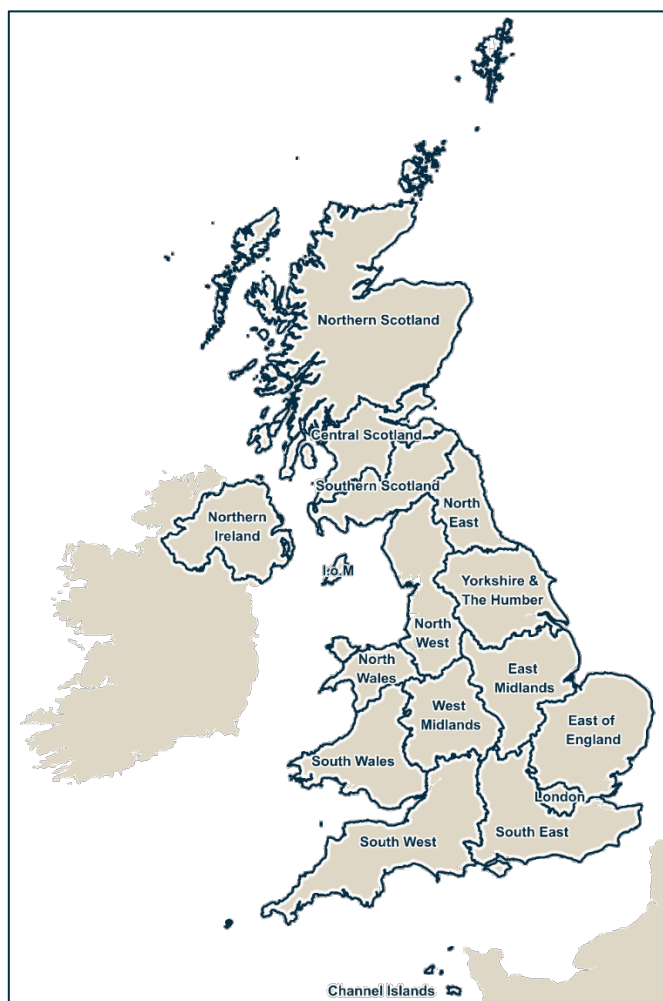 Northern Scotland
Central Scotland
Southern Scotland
North
East
Northern
Ireland
I.o.M
Yorkshire &
The Humber
North
West
North
Wales
East
Midlands
West
Midlands
East of
England
South Wales
London
South East
South West
Channel Islands